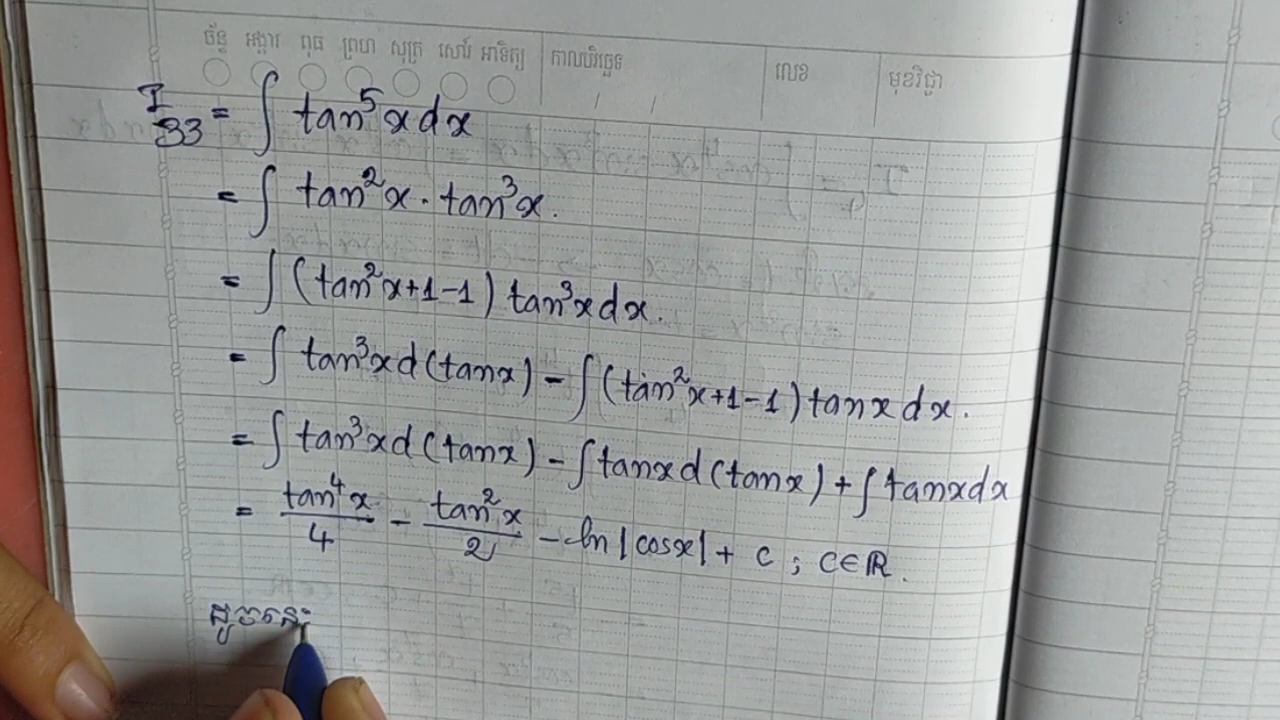 ច័ន្ទ អង្គារ ពុធ ព្រហ សុក្រ សៅរ៍ អាទិត្យ កាលបរិច្ឆេទ លេខ មុខវិជ្ជា
I₃₃ = ∫ tan⁵x dx
= ∫ tan²x · tan³x.
= ∫ (tan²x+1-1) tan³x dx.
= ∫ tan³x d(tanx) - ∫ (tan²x+1-1) tanx dx.
= ∫ tan³x d(tanx) - ∫ tanx d(tanx) + ∫ tanx dx
= tan⁴x/4 - tan²x/2 - ln|cosx| + c ; c∈ℝ.
ដូចនេះ